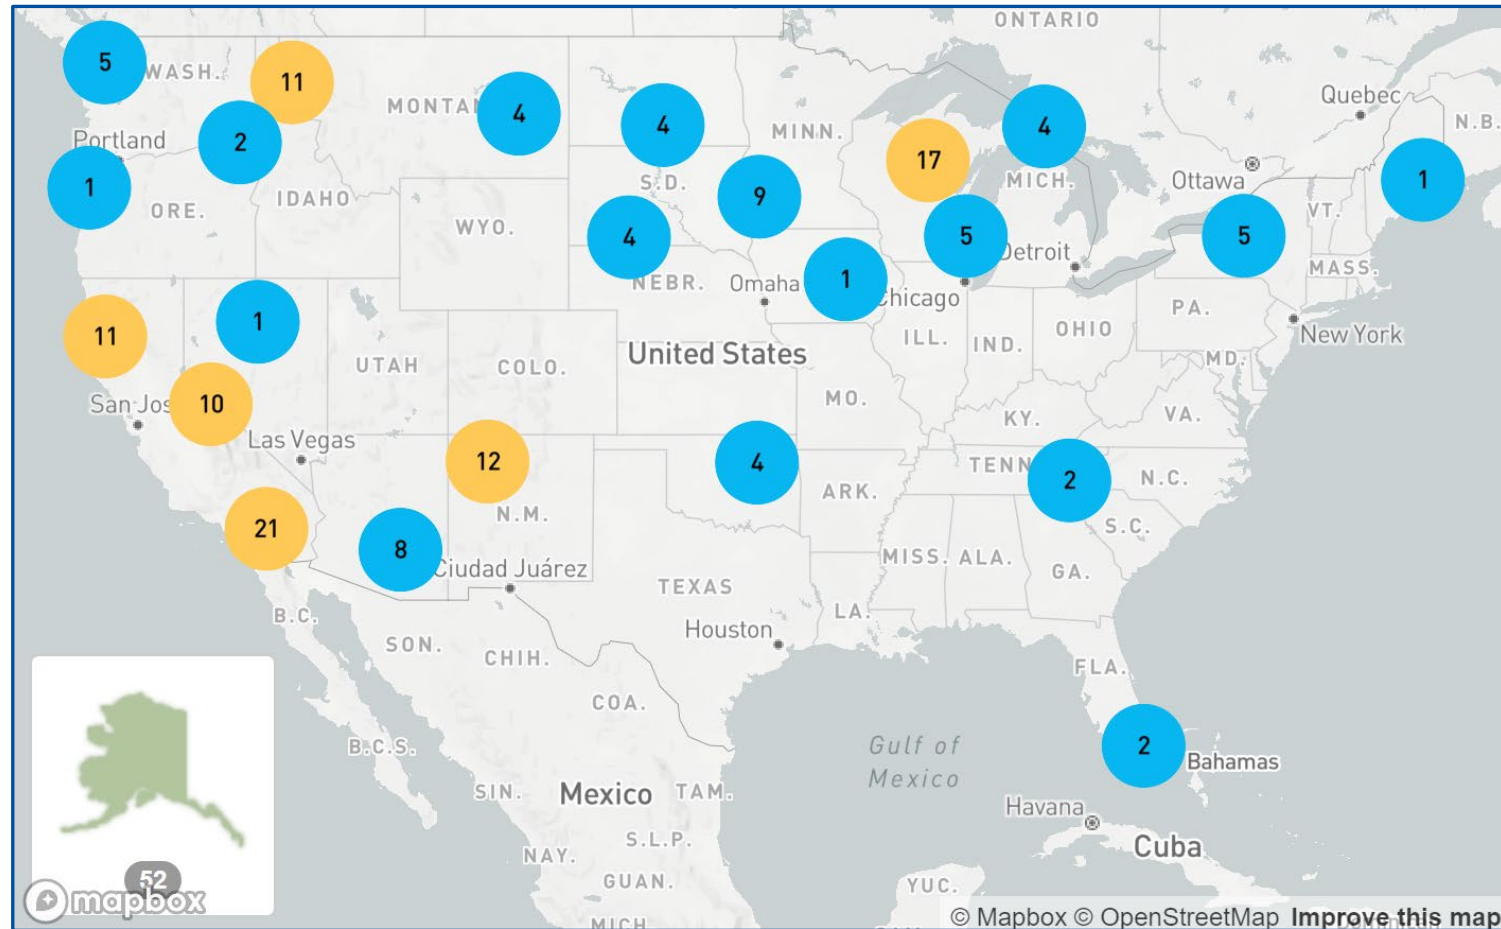 ONTARIO
5
WASH.
11
Quebec
MONTAN
4
4
MINN.
4
N.B.
Portland
2
17
Ottawa
1
1
S.D.
9
MICH.
ORE.
IDAHO
WYO.
4
5
Detroit
5
VT.
NEBR.
Omaha
1
Chicago
MASS.
11
1
ILL.
IND.
OHIO
PA.
New York
UTAH
COLO.
United States
MD.
San Jos
10
MO.
KY.
VA.
Las Vegas
12
4
ARK.
TENN
2
N.C.
21
N.M.
S.C.
8
Ciudad Juárez
TEXAS
MISS.
ALA.
GA.
B.C.
SON.
CHIH.
Houston
LA.
FLA.
COA.
B.C.S.
Gulf of
Mexico
2
Bahamas
SIN.
Mexico
TAM.
Havana
S.L.P.
Cuba
NAY.
52
GUAN.
YUC.
mapbox
MICH.
© Mapbox © OpenStreetMap Improve this map